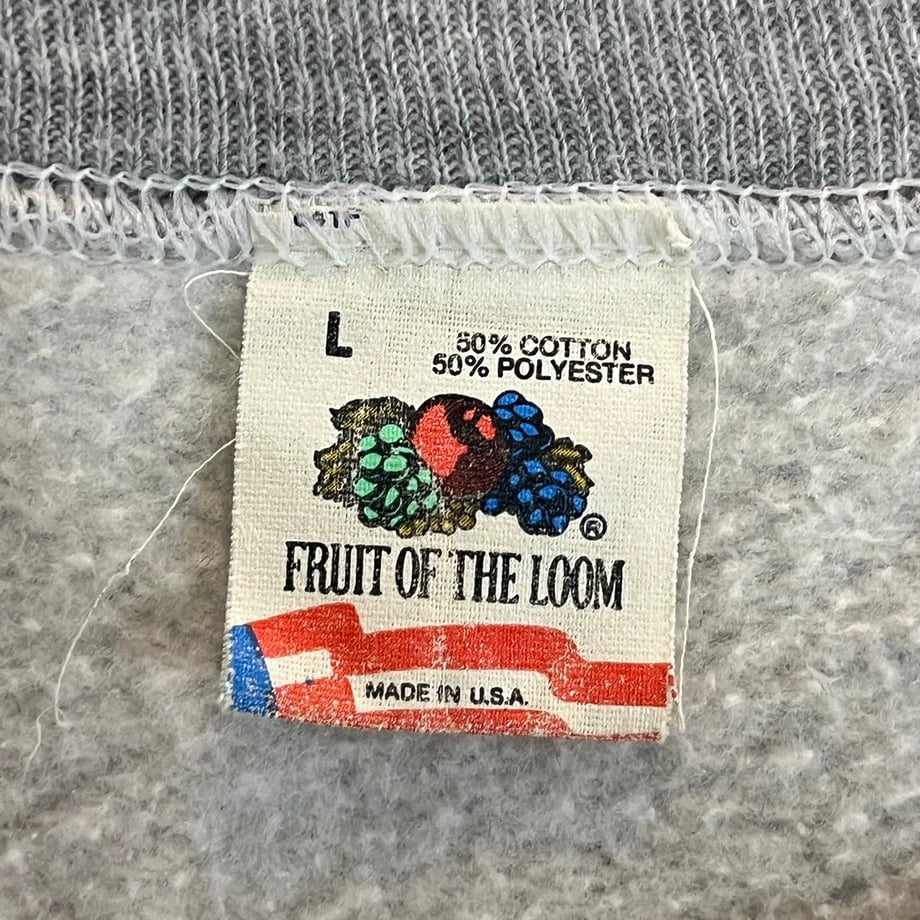 L
50% COTTON
50% POLYESTER
®
FRUIT OF THE LOOM
MADE IN U.S.A.